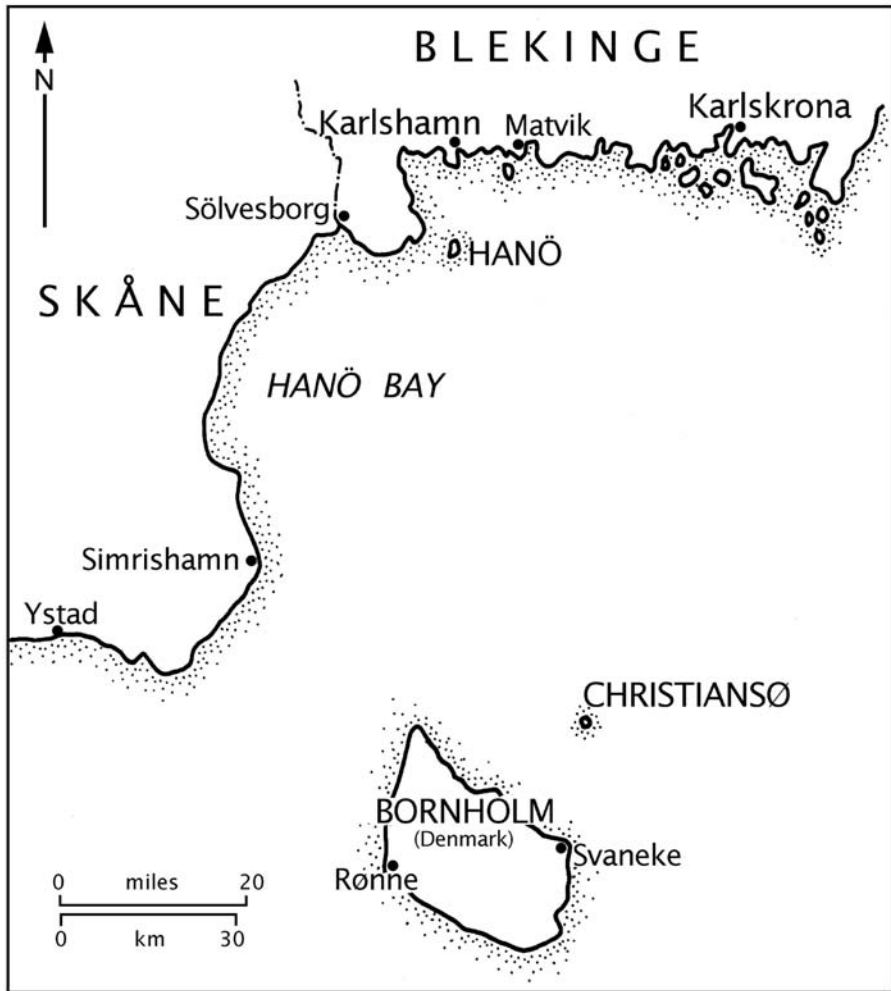 BLEKINGE
N
Karlshamn
Matvik
Karlskrona
Sölvesborg
HANÖ
SKÅNE
HANÖ BAY
Simrishamn
Ystad
CHRISTIANSØ
BORNHOLM
(Denmark)
Svaneke
Rønne
0 miles 20
0 km 30